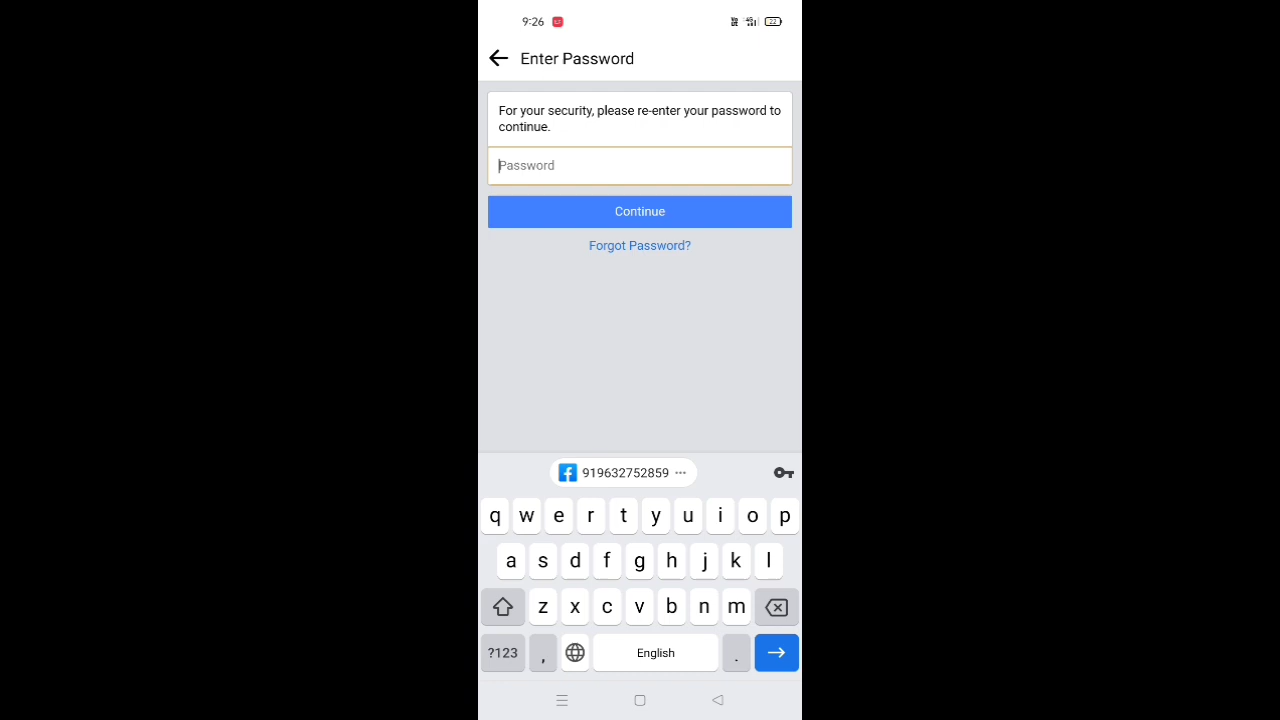 9:26
22
Enter Password
For your security, please re-enter your password to
continue.
Password
Continue
Forgot Password?
919632752859 ···
q w e r t y u i o p
a s d f g h j k l
z x c v b n m
?123 , English .